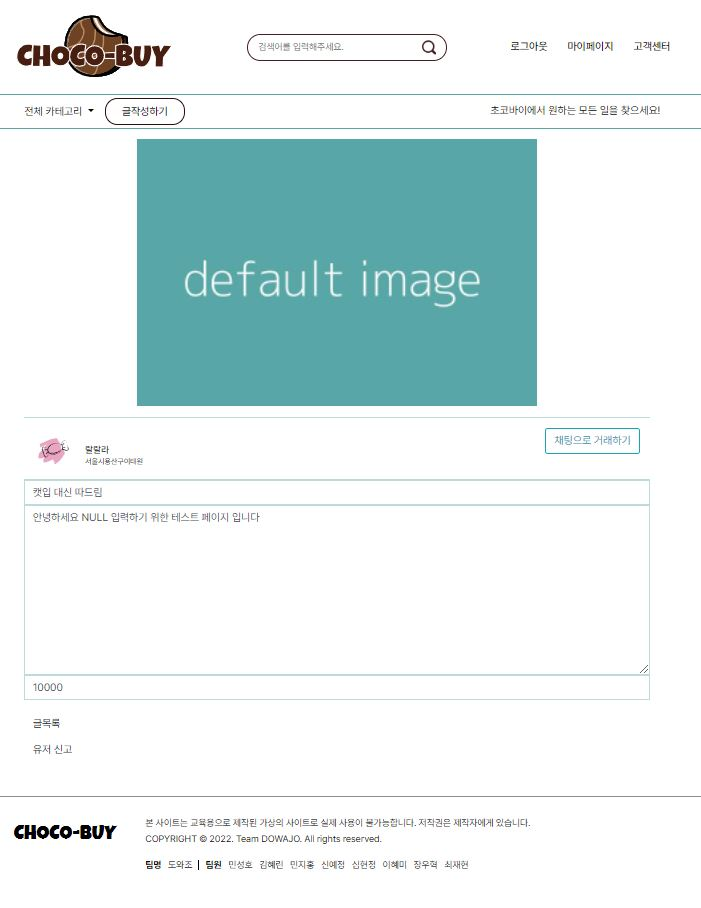 CHOCO-BUY
검색어를 입력해주세요.
로그아웃 마이페이지 고객센터
전체 카테고리 글작성하기 초코바이에서 원하는 모든 일을 찾으세요!
default image
랄랄라
서울시용산구이태원
채팅으로 거래하기
캣잎 대신 따드림
안녕하세요 NULL 입력하기 위한 테스트 페이지 입니다
10000
글목록
유저 신고
CHOCO-BUY
본 사이트는 교육용으로 제작된 가상의 사이트로 실제 사용이 불가능합니다. 저작권은 제작자에게 있습니다.
COPYRIGHT © 2022. Team DOWAJO. All rights reserved.
팀명 도와조 | 팀원 민성호 김혜린 민지홍 신예정 심현정 이혜미 장우혁 최재현